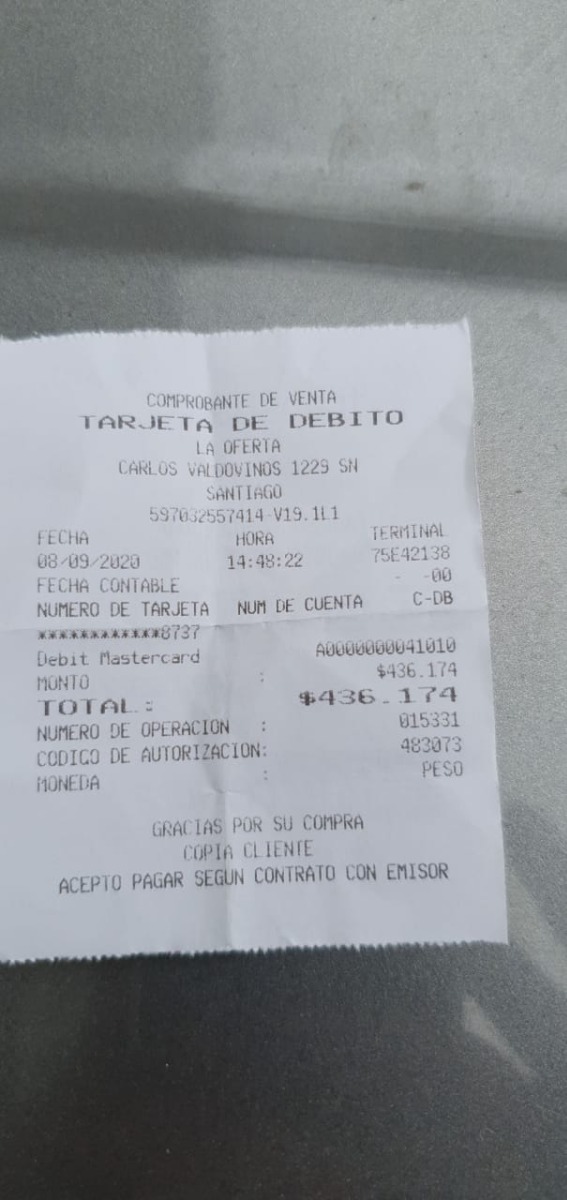 COMPROBANTE DE VENTA
TARJETA DE DEBITO
LA OFERTA
CARLOS VALDOVINOS 1229 SN
SANTIAGO
597032557414-V19.1L1
FECHA HORA TERMINAL
08/09/2020 14:48:22 75E42138
FECHA CONTABLE - -00
NUMERO DE TARJETA NUM DE CUENTA C-DB
************8737
Debit Mastercard A0000000041010
MONTO : $436.174
TOTAL: $436.174
NUMERO DE OPERACION : 015331
CODIGO DE AUTORIZACION: 483073
MONEDA : PESO
GRACIAS POR SU COMPRA
COPIA CLIENTE
ACEPTO PAGAR SEGUN CONTRATO CON EMISOR